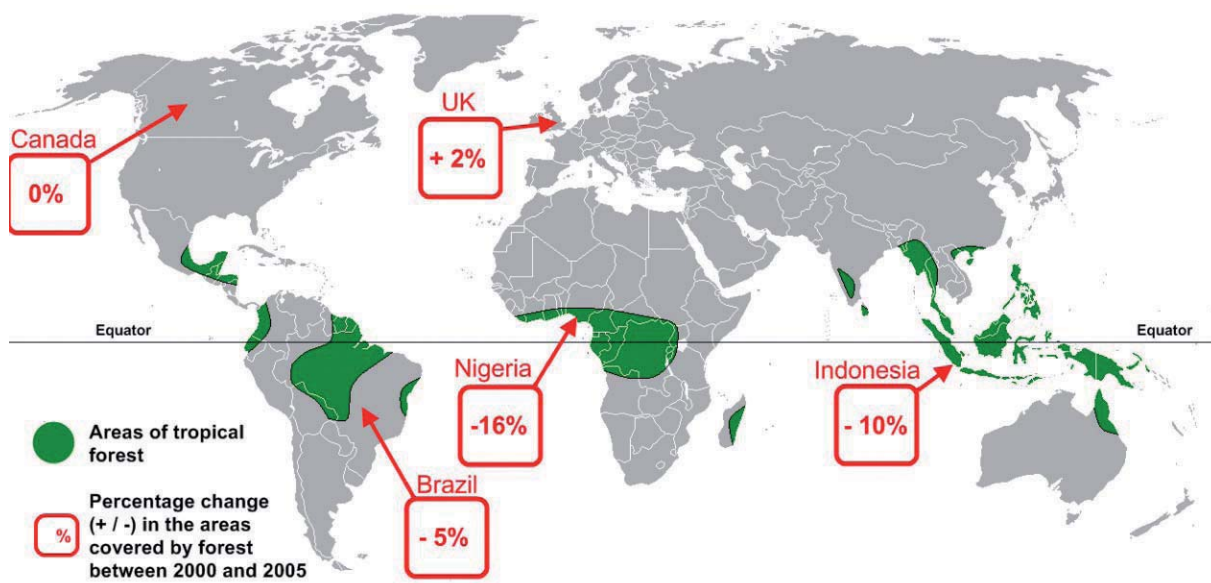 UK
+ 2%
Canada
0%
Equator
Equator
Nigeria
-16%
Indonesia
- 10%
Brazil
- 5%
Areas of tropical
forest
%
Percentage change
(+ / -) in the areas
covered by forest
between 2000 and 2005